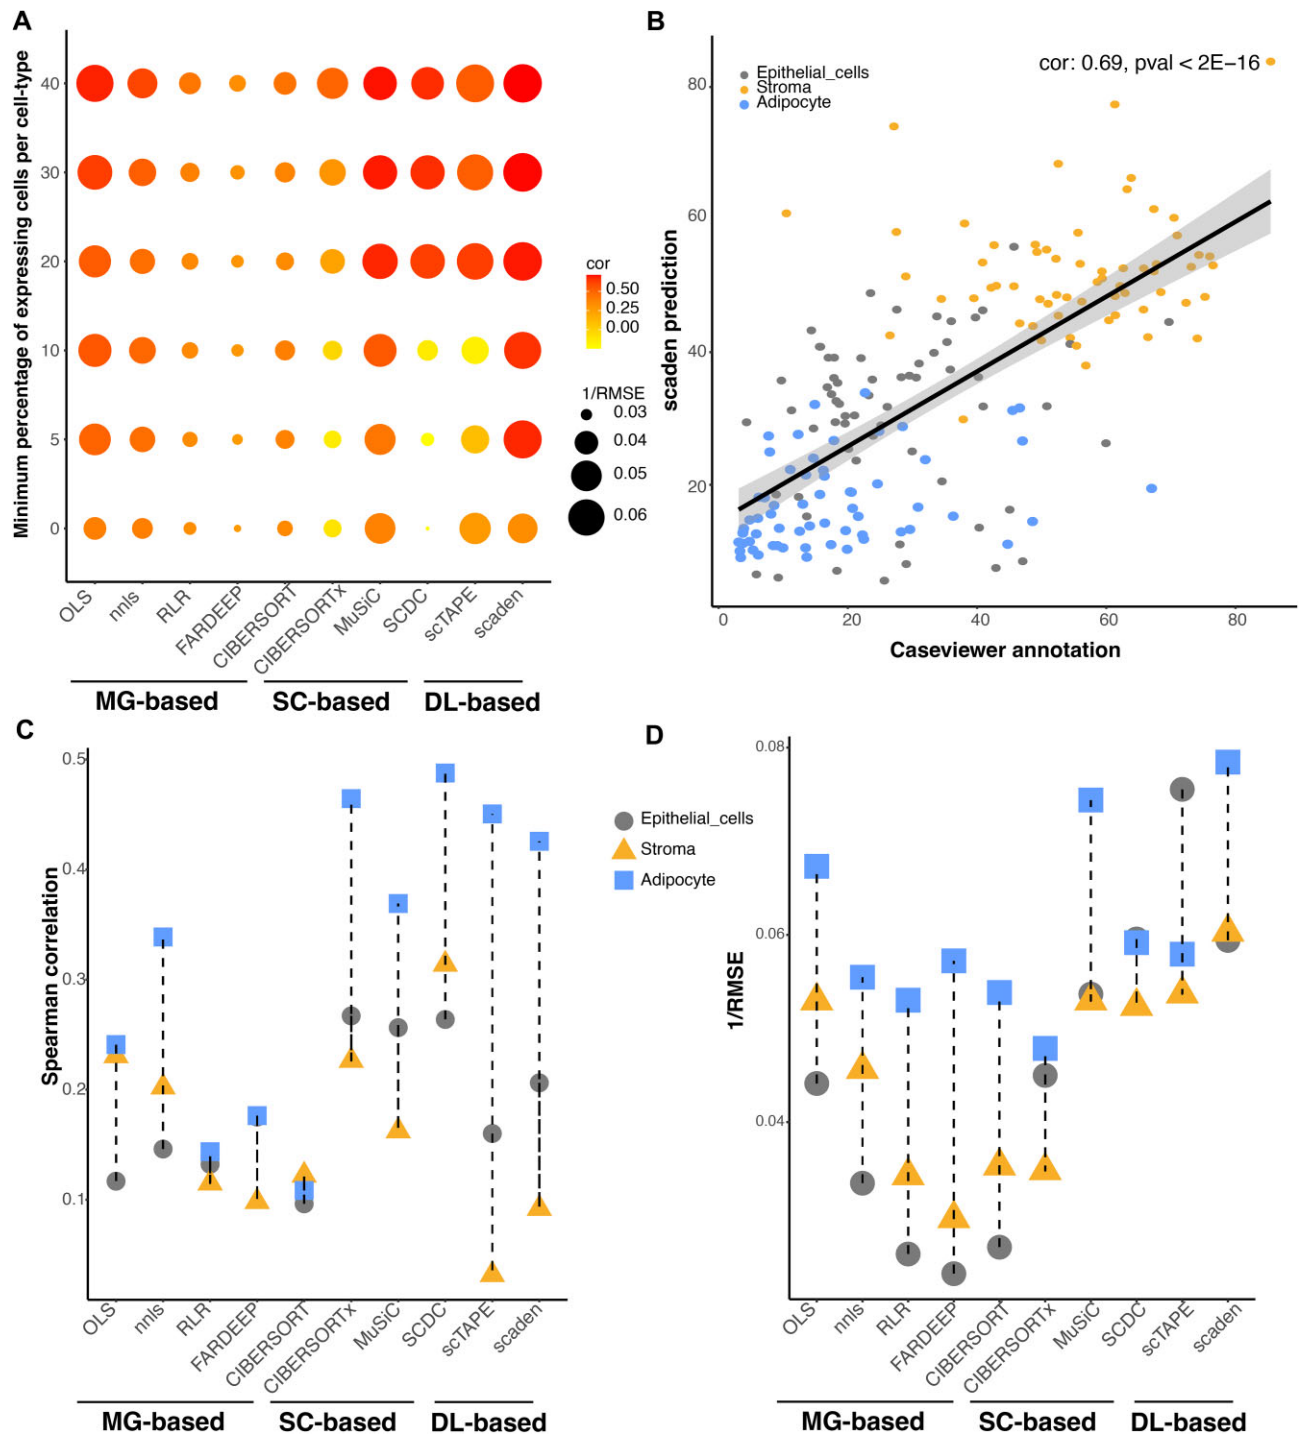 A
Minimum percentage of expressing cells per cell-type
40
30
20
10
5
0
OLS
nnls
RLR
FARDEEP
CIBERSORT
CIBERSORTx
MuSiC
SCDC
scTAPE
scaden
MG-based
SC-based
DL-based
cor
0.50
0.25
0.00
1/RMSE
0.03
0.04
0.05
0.06
B
Epithelial_cells
Stroma
Adipocyte
cor: 0.69, pval < 2E−16
scaden prediction
80
60
40
20
0
20
40
60
80
Caseviewer annotation
C
Spearman correlation
0.5
0.4
0.3
0.2
0.1
OLS
nnls
RLR
FARDEEP
CIBERSORT
CIBERSORTx
MuSiC
SCDC
scTAPE
scaden
MG-based
SC-based
DL-based
Epithelial_cells
Stroma
Adipocyte
D
1/RMSE
0.08
0.06
0.04
OLS
nnls
RLR
FARDEEP
CIBERSORT
CIBERSORTx
MuSiC
SCDC
scTAPE
scaden
MG-based
SC-based
DL-based